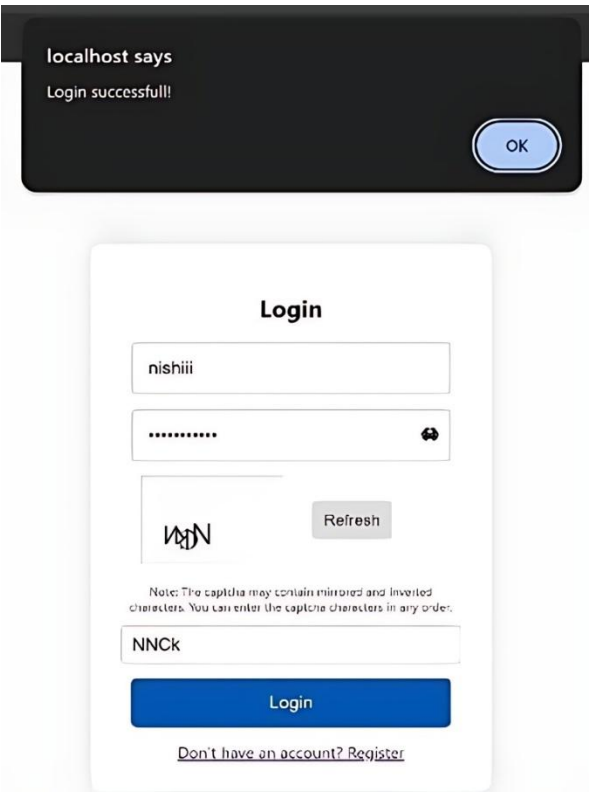 localhost says
Login successfull!
OK
Login
nishiii
•••••••••••
Refresh
Note: The captcha may contain mirrored and inverted
characters. You can enter the captcha characters in any order.
NNCk
Login
Don't have an account? Register